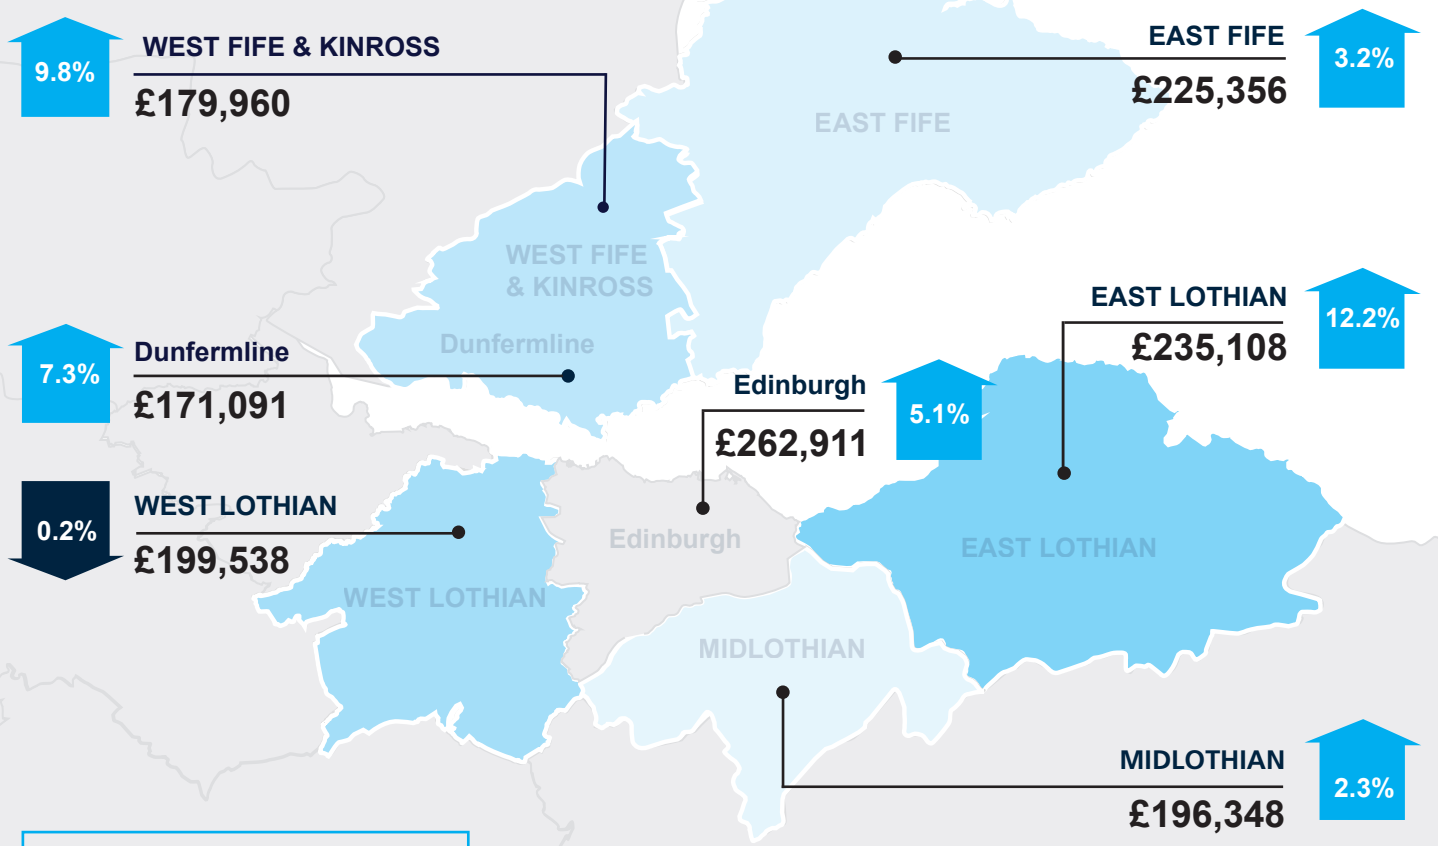 WEST FIFE & KINROSS
9.8%
£179,960
EAST FIFE
3.2%
£225,356
EAST FIFE
WEST FIFE
& KINROSS
Dunfermline
Dunfermline
7.3%
£171,091
EAST LOTHIAN
12.2%
£235,108
Edinburgh
5.1%
£262,911
WEST LOTHIAN
0.2%
£199,538
Edinburgh
EAST LOTHIAN
WEST LOTHIAN
MIDLOTHIAN
MIDLOTHIAN
2.3%
£196,348